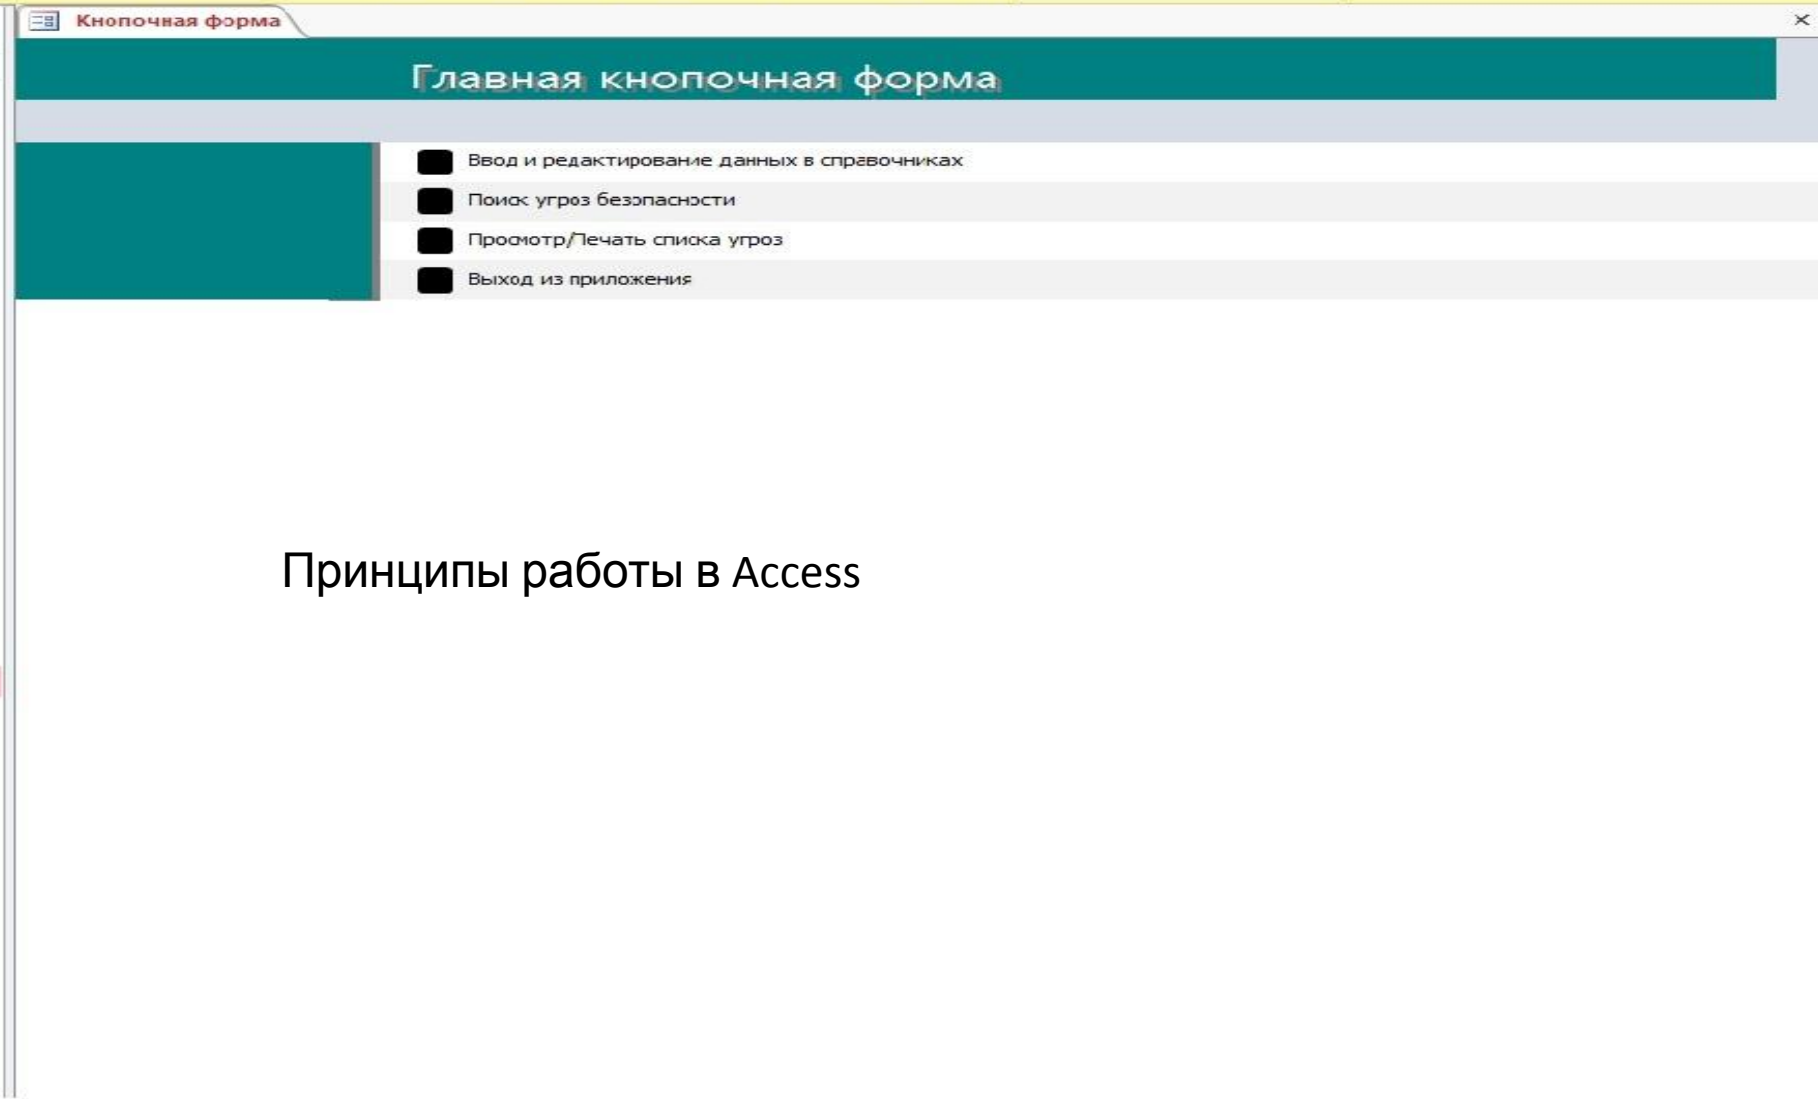 Кнопочная форма
Главная кнопочная форма
Ввод и редактирование данных в справочниках
Поиск угроз безопасности
Просмотр/Печать списка угроз
Выход из приложения
Принципы работы в Access